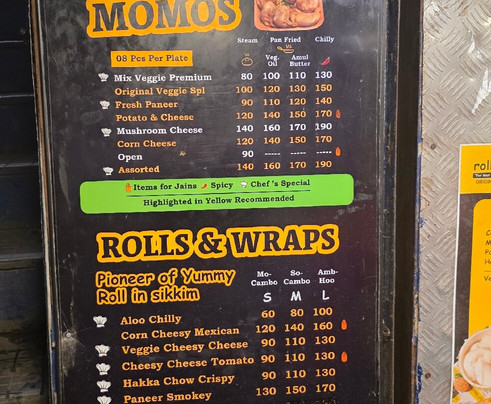 MOMOS
Steam Pan Fried Chilly
VS
08 Pcs Per Plate Veg. Oil Amul Butter
Mix Veggie Premium 80 100 110 130
Original Veggie Spl 100 120 130 150
Fresh Paneer 90 110 120 140
Potato & Cheese 120 140 150 170
Mushroom Cheese 140 160 170 190
Corn Cheese 120 140 150 170
Open 90 ----- ----- -----
Assorted 140 160 170 190
Items for Jains Spicy Chef's Special
Highlighted in Yellow Recommended
ROLLS & WRAPS
Pioneer of Yummy
Roll in sikkim
Mo-Cambo So-Cambo Amb-Hoo
S M L
Aloo Chilly 60 80 100
Corn Cheesy Mexican 120 140 160
Veggie Cheesy Cheese 90 110 130
Cheesy Cheese Tomato 90 110 130
Hakka Chow Crispy 90 110 130
Paneer Smokey 130 150 170